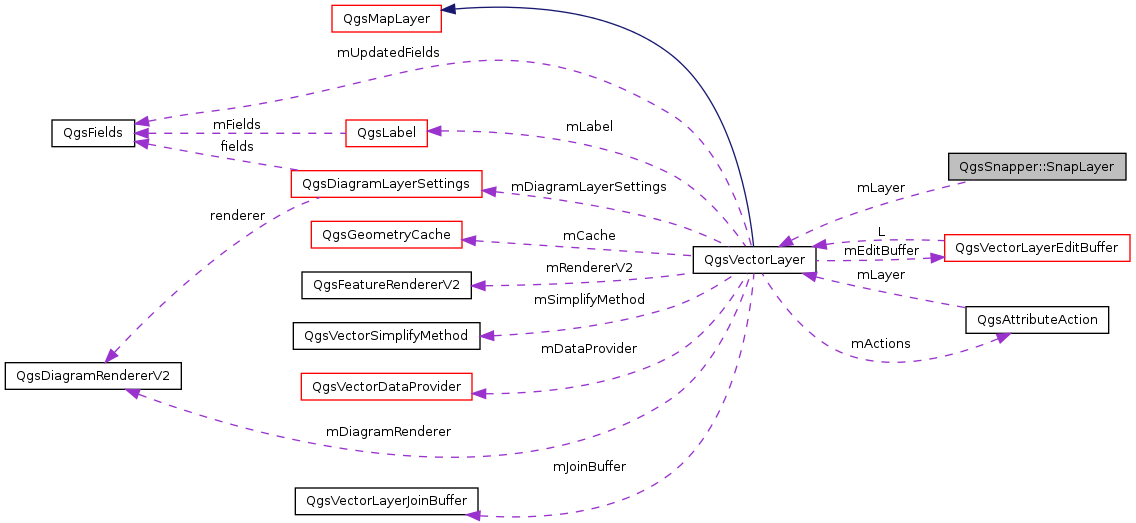 QgsMapLayer
mUpdatedFields
QgsFields
mFields
QgsLabel
mLabel
fields
QgsSnapper::SnapLayer
QgsDiagramLayerSettings
mDiagramLayerSettings
mLayer
renderer
QgsGeometryCache
mCache
QgsVectorLayer
L
QgsVectorLayerEditBuffer
mEditBuffer
mRendererV2
QgsFeatureRendererV2
mLayer
mSimplifyMethod
QgsAttributeAction
QgsVectorSimplifyMethod
mActions
mDataProvider
QgsDiagramRendererV2
QgsVectorDataProvider
mDiagramRenderer
mJoinBuffer
QgsVectorLayerJoinBuffer